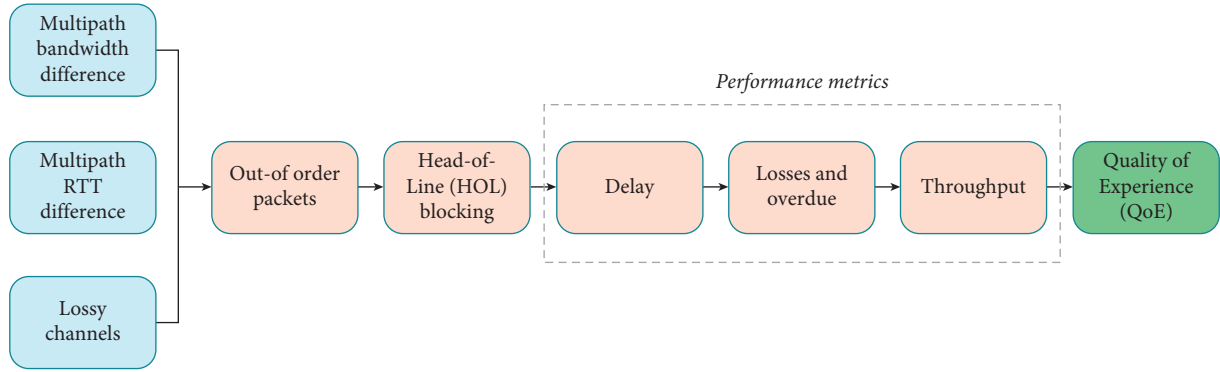 Multipath
bandwidth
difference
Multipath
RTT
difference
Lossy
channels
Out-of order
packets
Head-of-
Line (HOL)
blocking
Performance metrics
Delay
Losses and
overdue
Throughput
Quality of
Experience
(QoE)